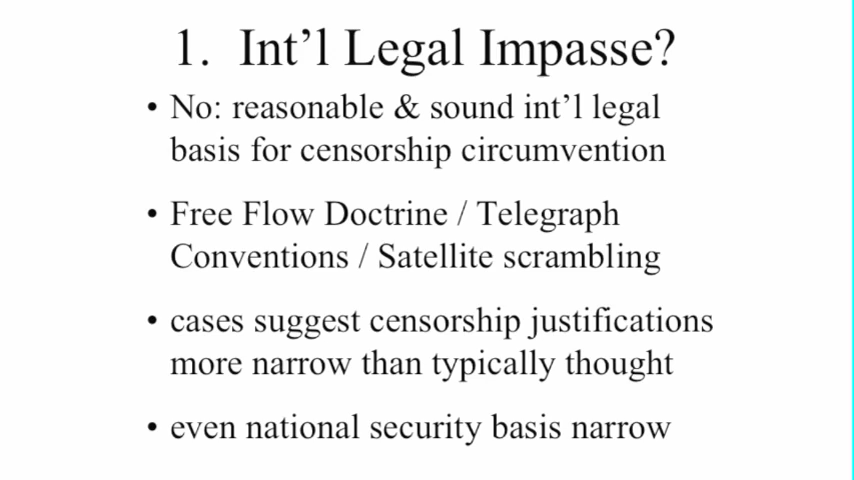 1. Int’l Legal Impasse?
• No: reasonable & sound int’l legal
basis for censorship circumvention
• Free Flow Doctrine / Telegraph
Conventions / Satellite scrambling
• cases suggest censorship justifications
more narrow than typically thought
• even national security basis narrow